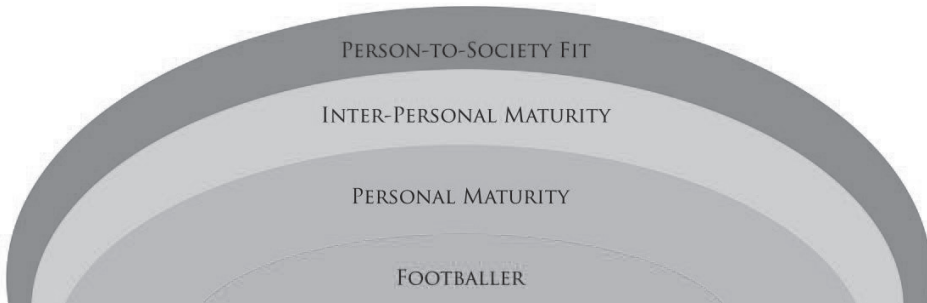 Person-to-Society Fit
Inter-Personal Maturity
Personal Maturity
Footballer